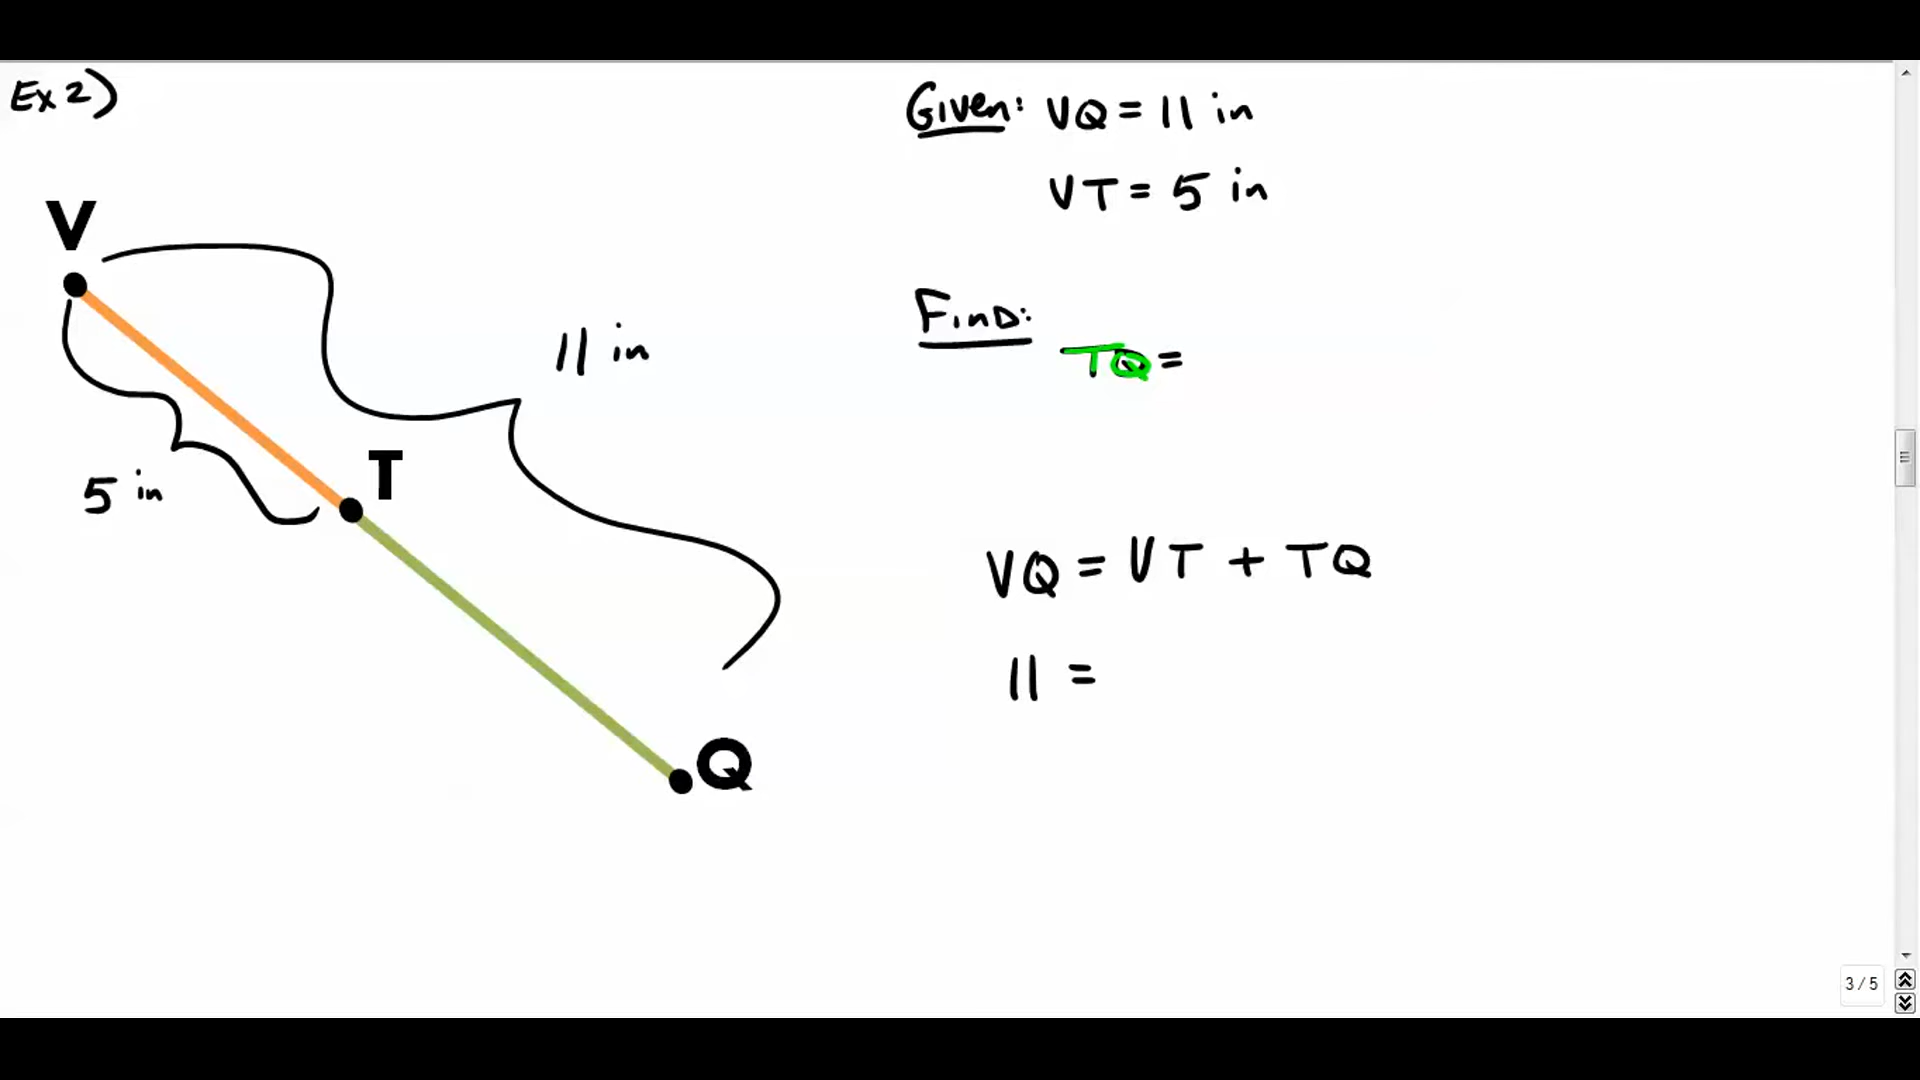 Ex 2)
Given: VQ = 11 in
VT = 5 in
V
Find:
TQ =
11 in
T
5 in
VQ = VT + TQ
11 =
Q
3 / 5